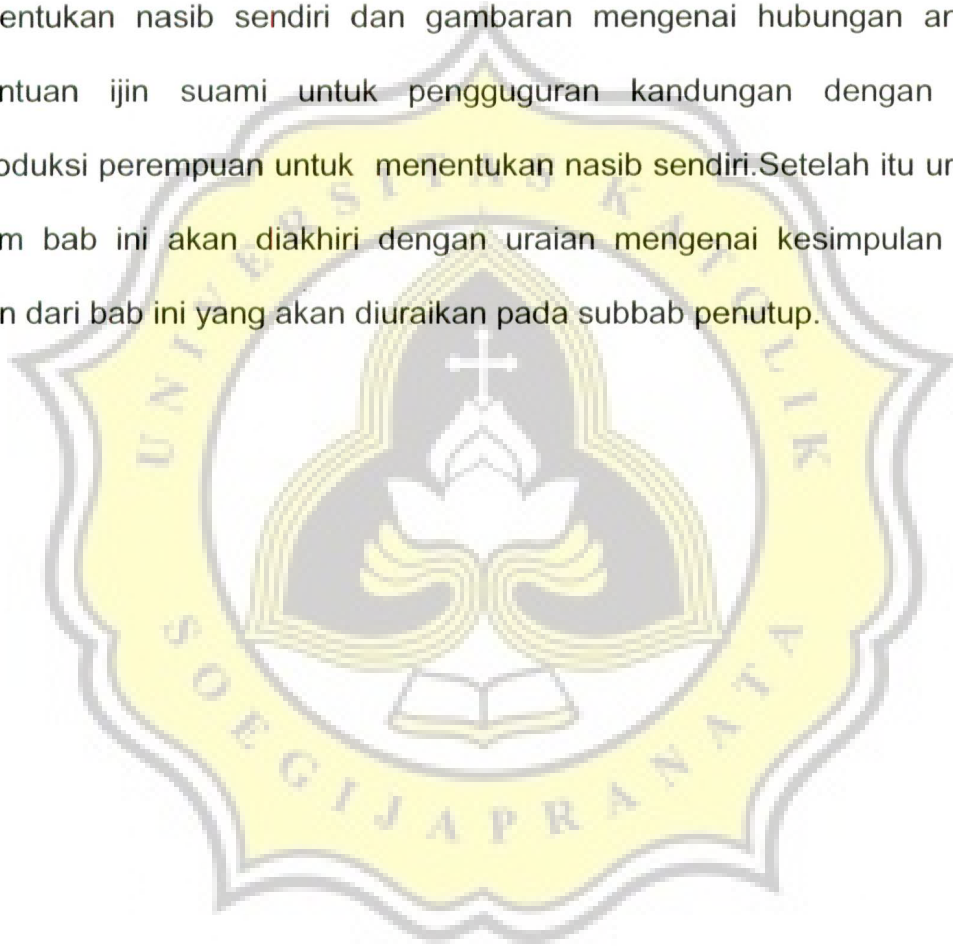 entukan nasib sendiri dan gambaran mengenai hubungan an
ntuan ijin suami untuk pengguguran kandungan dengan
oduksi perempuan untuk menentukan nasib sendiri.Setelah itu ur
m bab ini akan diakhiri dengan uraian mengenai kesimpulan
n dari bab ini yang akan diuraikan pada subbab penutup.
UNIVERSITAS KATOLIK
SOEGIJAPRANATA